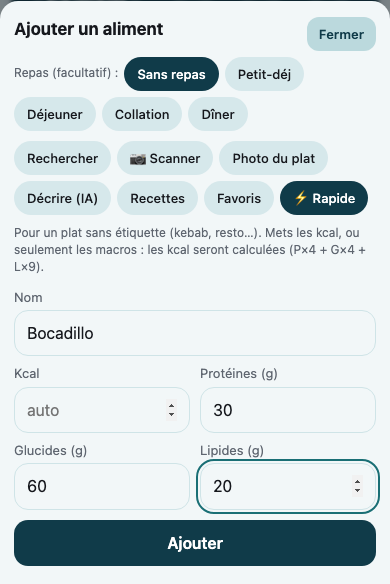 Ajouter un aliment
Fermer
Repas (facultatif) : Sans repas Petit-déj
Déjeuner Collation Dîner
Rechercher 📷 Scanner Photo du plat
Décrire (IA) Recettes Favoris ⚡ Rapide
Pour un plat sans étiquette (kebab, resto…). Mets les kcal, ou
seulement les macros : les kcal seront calculées (P×4 + G×4 +
L×9).
Nom
Bocadillo
Kcal Protéines (g)
auto 30
Glucides (g) Lipides (g)
60 20
Ajouter